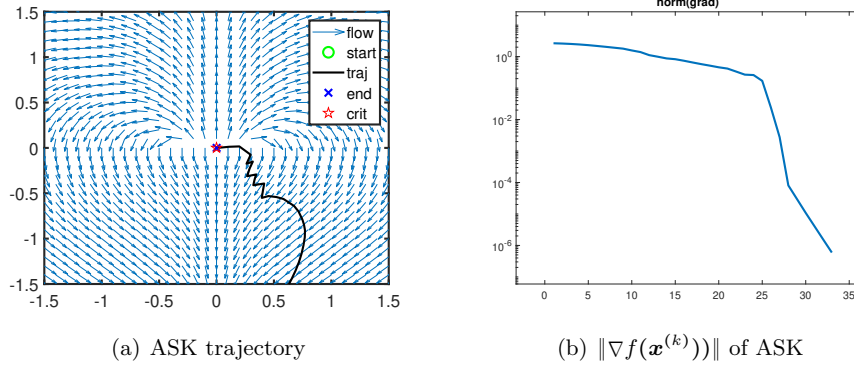 norm(grad)
1.5
1
0.5
0
-0.5
-1
-1.5
-1.5 -1 -0.5 0 0.5 1 1.5
flow
start
traj
end
crit
10^0
10^-2
10^-4
10^-6
0 5 10 15 20 25 30 35
(a) ASK trajectory
(b) ‖∇f(x^(k)))‖ of ASK